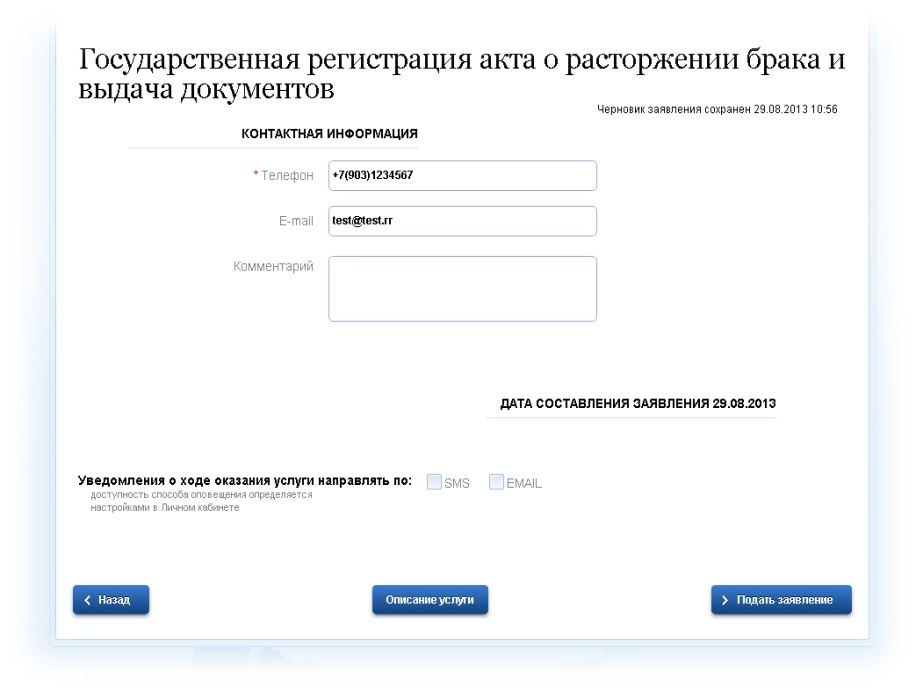 Государственная регистрация акта о расторжении брака и
выдача документов
Черновик заявления сохранен 29.08.2013 10:56
КОНТАКТНАЯ ИНФОРМАЦИЯ
* Телефон +7(903)1234567
E-mail test@test.rr
Комментарий
ДАТА СОСТАВЛЕНИЯ ЗАЯВЛЕНИЯ 29.08.2013
Уведомления о ходе оказания услуги направлять по: SMS EMAIL
доступность способа оповещения определяется
настройками в Личном кабинете
Назад Описание услуги Подать заявление